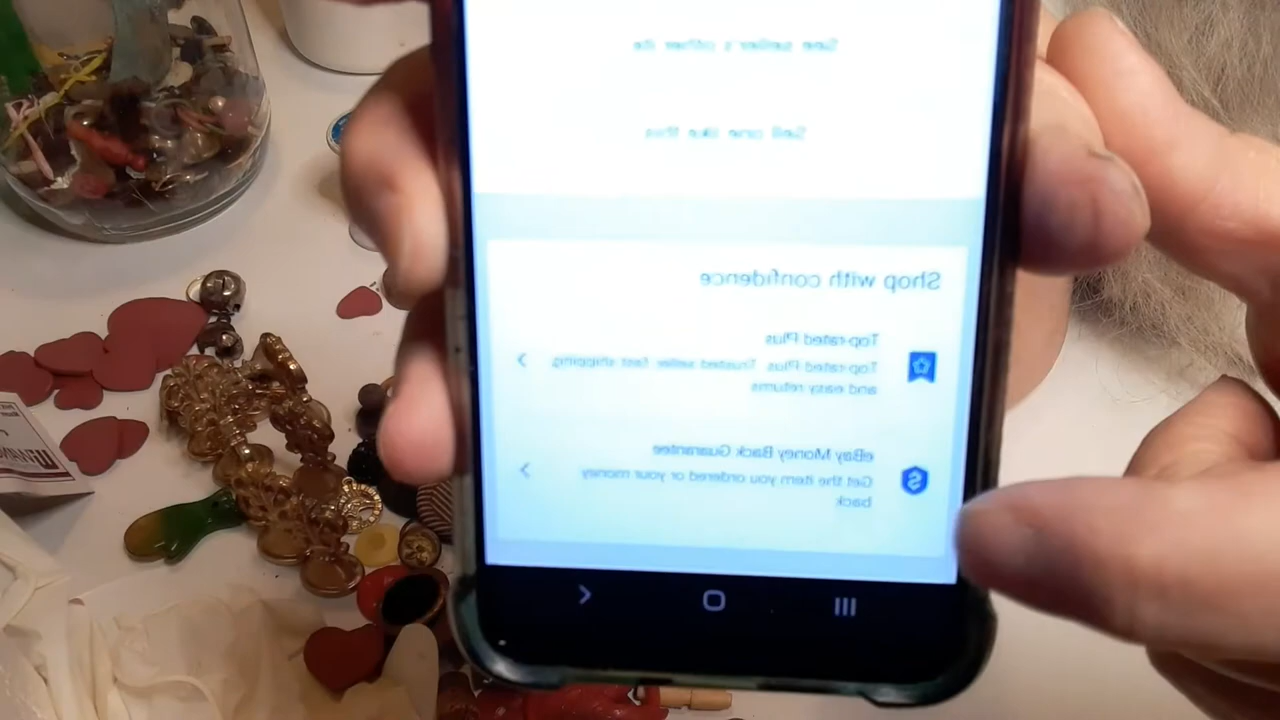 See seller's other ite
Sell one like this
Shop with confidence
Top-rated Plus
Top-rated Plus. Trusted seller, fast shipping,
and easy returns
eBay Money Back Guarantee
Get the item you ordered or your money
back